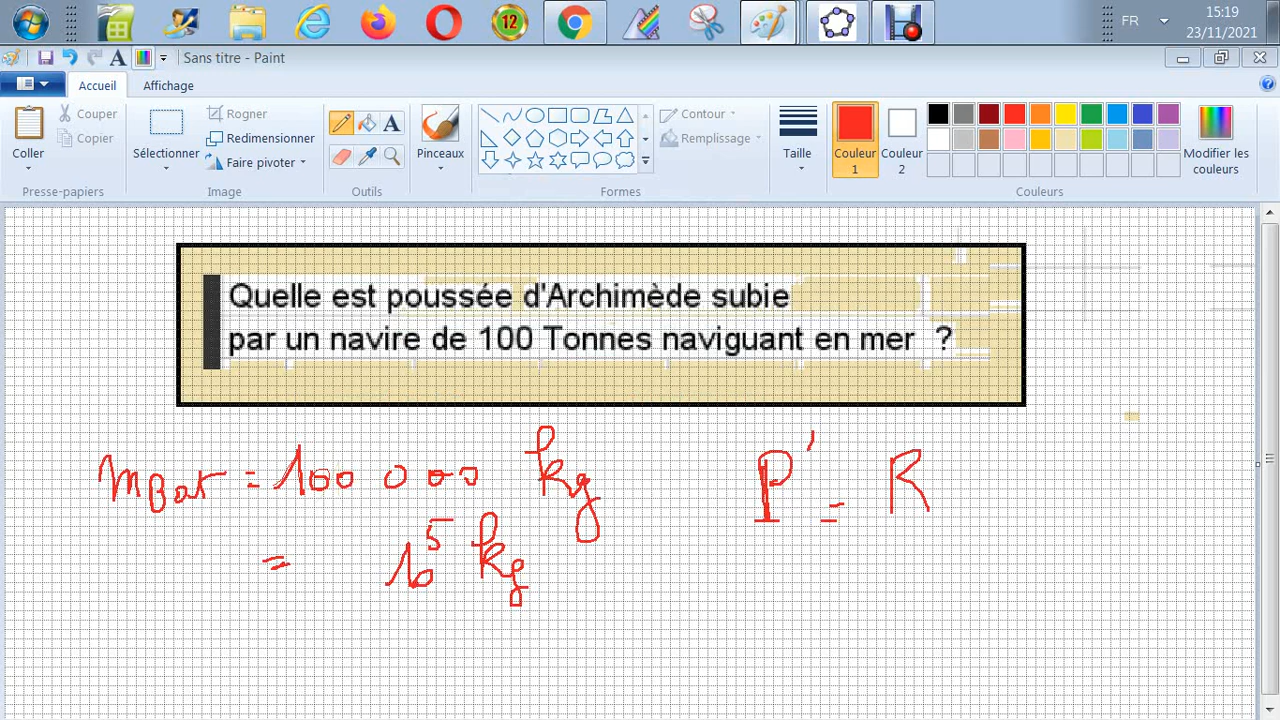 12
FR
15:19
23/11/2021
Sans titre - Paint
Accueil
Affichage
Coller
Couper
Copier
Presse-papiers
Sélectionner
Rogner
Redimensionner
Faire pivoter
Image
A
Outils
Pinceaux
Contour
Remplissage
Formes
Taille
Couleur 1
Couleur 2
Modifier les couleurs
Couleurs
Quelle est poussée d'Archimède subie
par un navire de 100 Tonnes naviguant en mer ?
mBat = 100 000 kg
P' = R
= 10⁵ kg